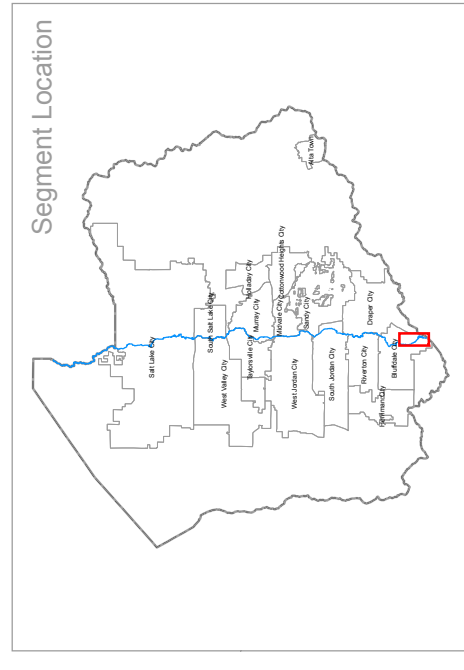 Segment Location
Alta Town
Salt Lake City
South Salt Lake City
Holladay City
West Valley City
Murray City
Taylorsville City
Cottonwood Heights City
Midvale City
Sandy City
West Jordan City
South Jordan City
Draper City
Riverton City
Bluffdale City
Herriman City